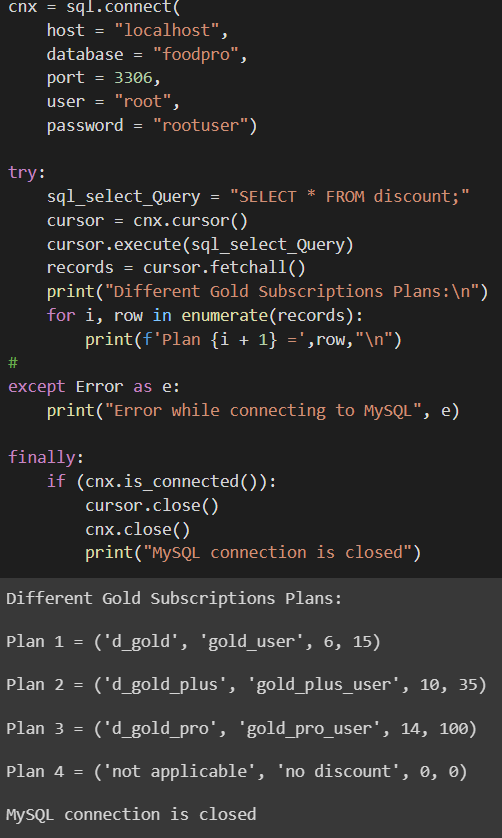 cnx = sql.connect(
    host = "localhost",
    database = "foodpro",
    port = 3306,
    user = "root",
    password = "rootuser")
try:
    sql_select_Query = "SELECT * FROM discount;"
    cursor = cnx.cursor()
    cursor.execute(sql_select_Query)
    records = cursor.fetchall()
    print("Different Gold Subscriptions Plans:\n")
    for i, row in enumerate(records):
        print(f'Plan {i + 1} =',row,"\n")
#
except Error as e:
    print("Error while connecting to MySQL", e)
finally:
    if (cnx.is_connected()):
        cursor.close()
        cnx.close()
        print("MySQL connection is closed")
Different Gold Subscriptions Plans:
Plan 1 = ('d_gold', 'gold_user', 6, 15)
Plan 2 = ('d_gold_plus', 'gold_plus_user', 10, 35)
Plan 3 = ('d_gold_pro', 'gold_pro_user', 14, 100)
Plan 4 = ('not applicable', 'no discount', 0, 0)
MySQL connection is closed